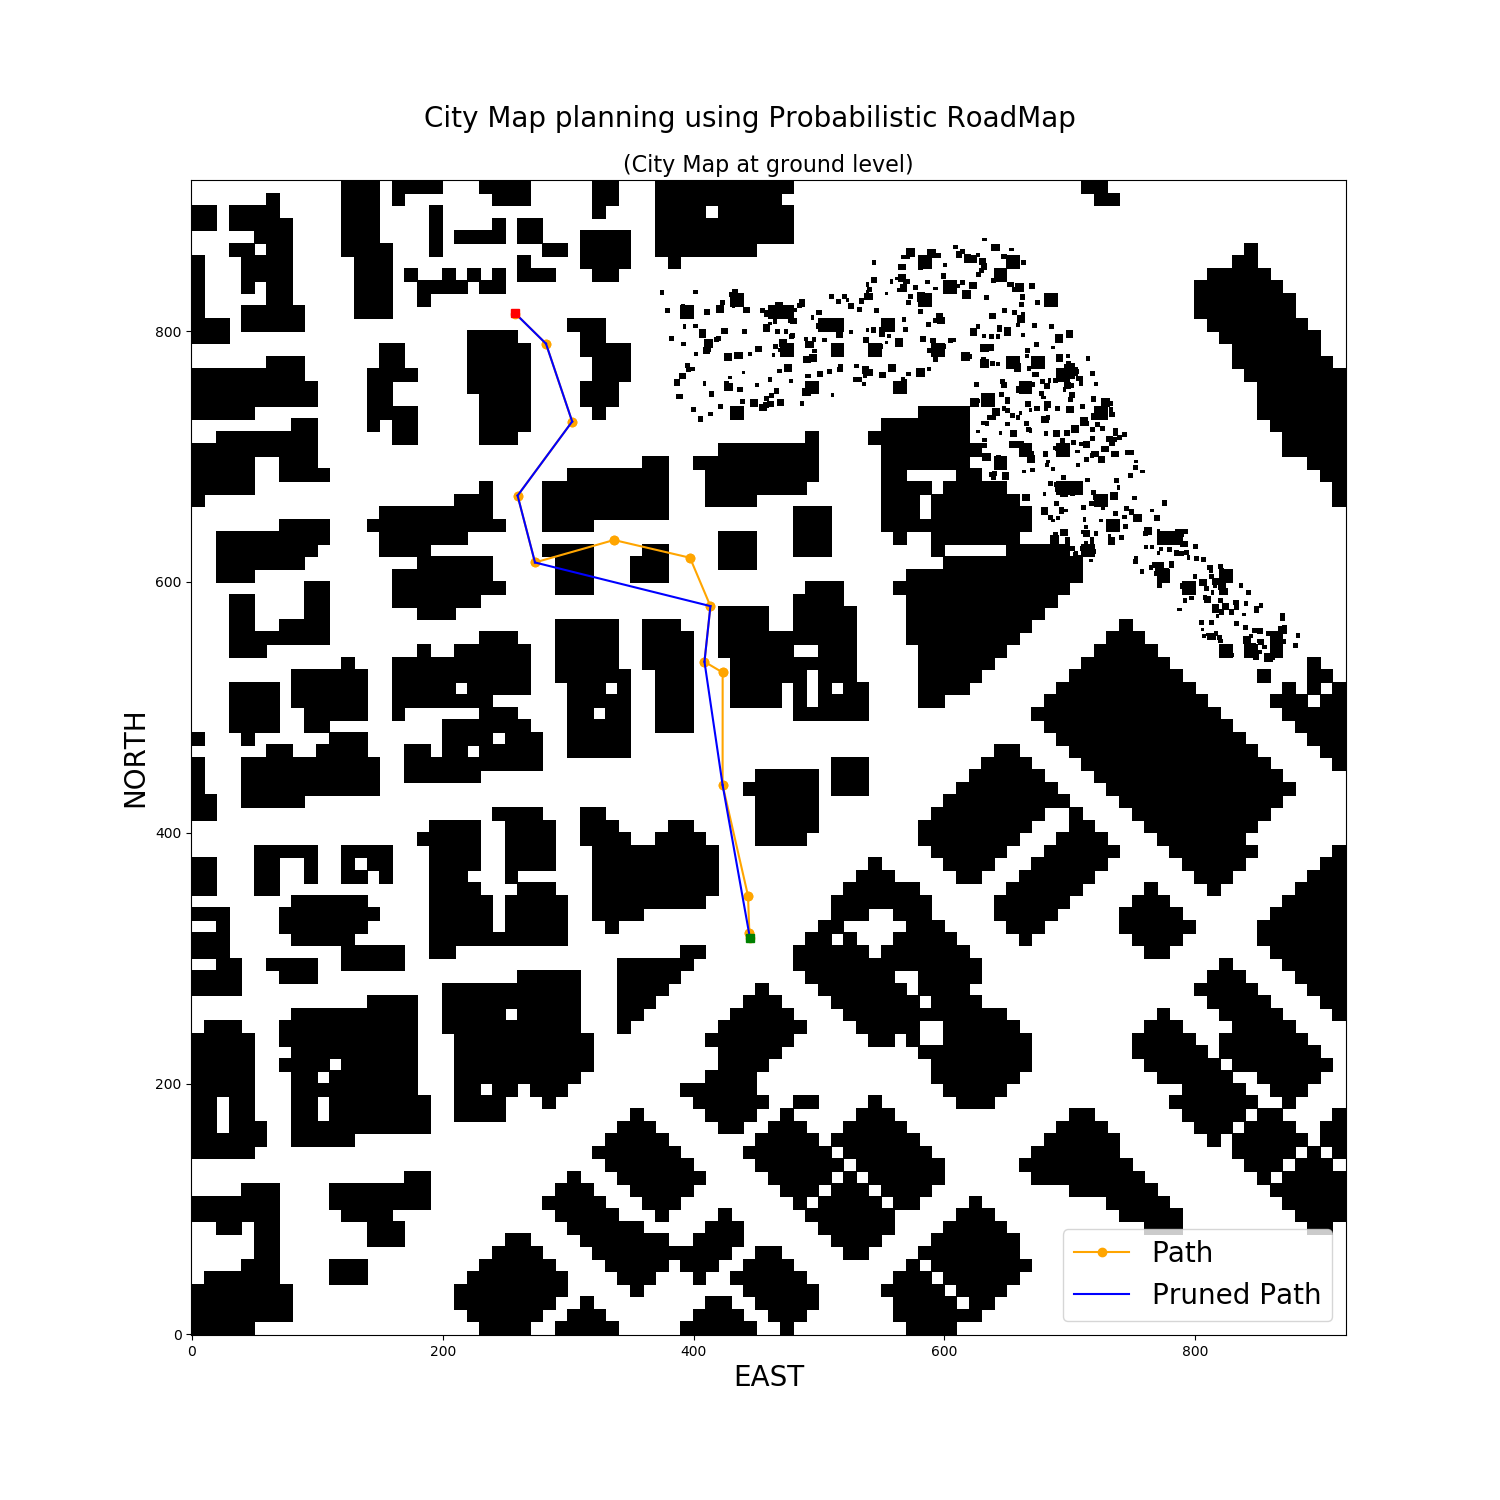 City Map planning using Probabilistic RoadMap
(City Map at ground level)
NORTH
800
600
400
200
0
0 200 400 600 800
EAST
Path
Pruned Path